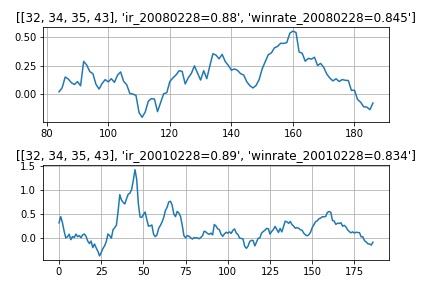 [[32, 34, 35, 43], 'ir_20080228=0.88', 'winrate_20080228=0.845']
0.50
0.25
0.00
80 100 120 140 160 180
[[32, 34, 35, 43], 'ir_20010228=0.89', 'winrate_20010228=0.834']
1.5
1.0
0.5
0.0
0 25 50 75 100 125 150 175